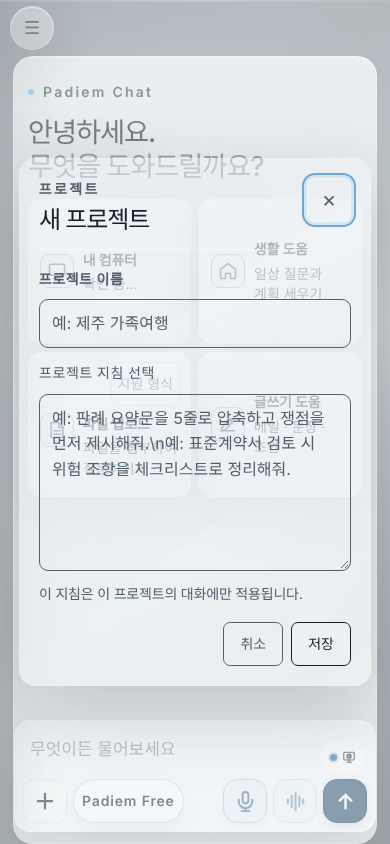 Padiem Chat
안녕하세요.
무엇을 도와드릴까요?
프로젝트
새 프로젝트
내 컴퓨터
생활 도움
일상 질문과
계획 세우기
프로젝트 이름
예: 제주 가족여행
프로젝트 지침 선택
지원 형식
글쓰기 도움
예: 판례 요약문을 5줄로 압축하고 쟁점을
먼저 제시해줘.\n예: 표준계약서 검토 시
위험 조항을 체크리스트로 정리해줘.
이 지침은 이 프로젝트의 대화에만 적용됩니다.
취소
저장
무엇이든 물어보세요
Padiem Free